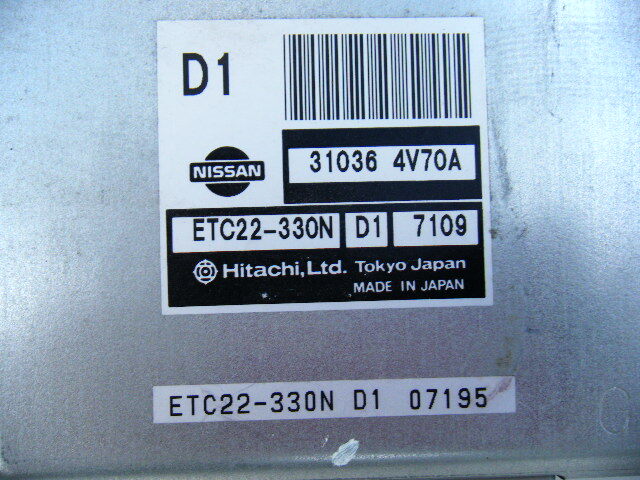 D1
NISSAN
31036 4V70A
ETC22-330N D1 7109
Hitachi, Ltd. Tokyo Japan
MADE IN JAPAN
ETC22-330N D1 07195
G